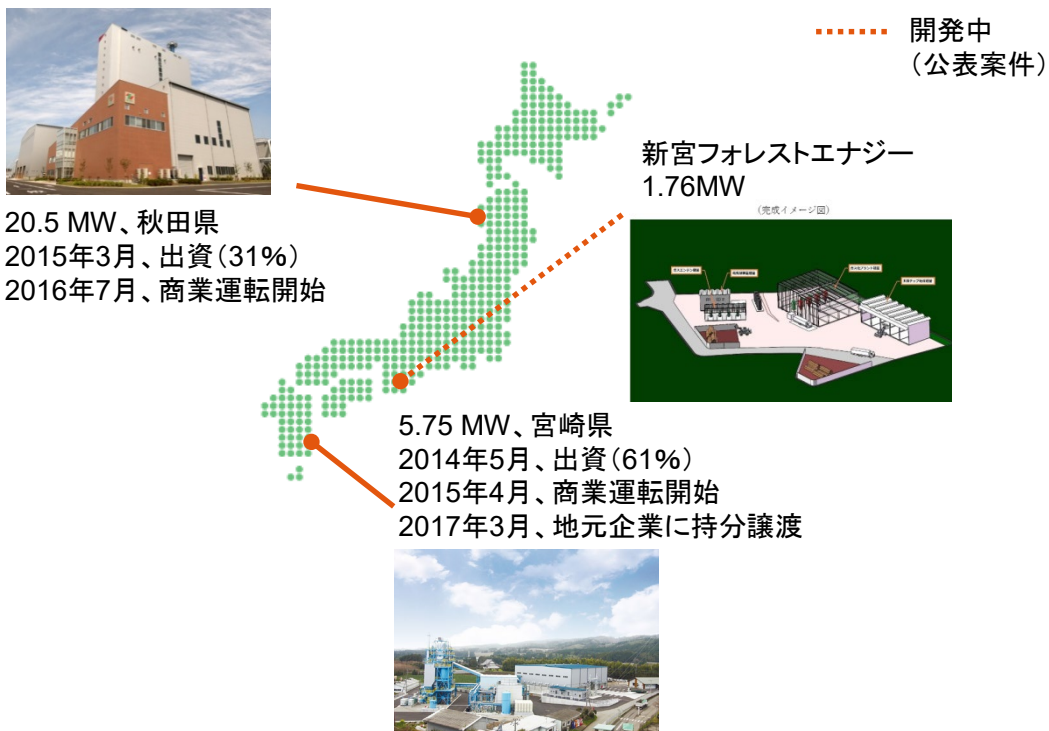 開発中
（公表案件）
新宮フォレストエナジー
1.76MW
（完成イメージ図）
20.5 MW、秋田県
2015年3月、出資（31%）
2016年7月、商業運転開始
5.75 MW、宮崎県
2014年5月、出資（61%）
2015年4月、商業運転開始
2017年3月、地元企業に持分譲渡